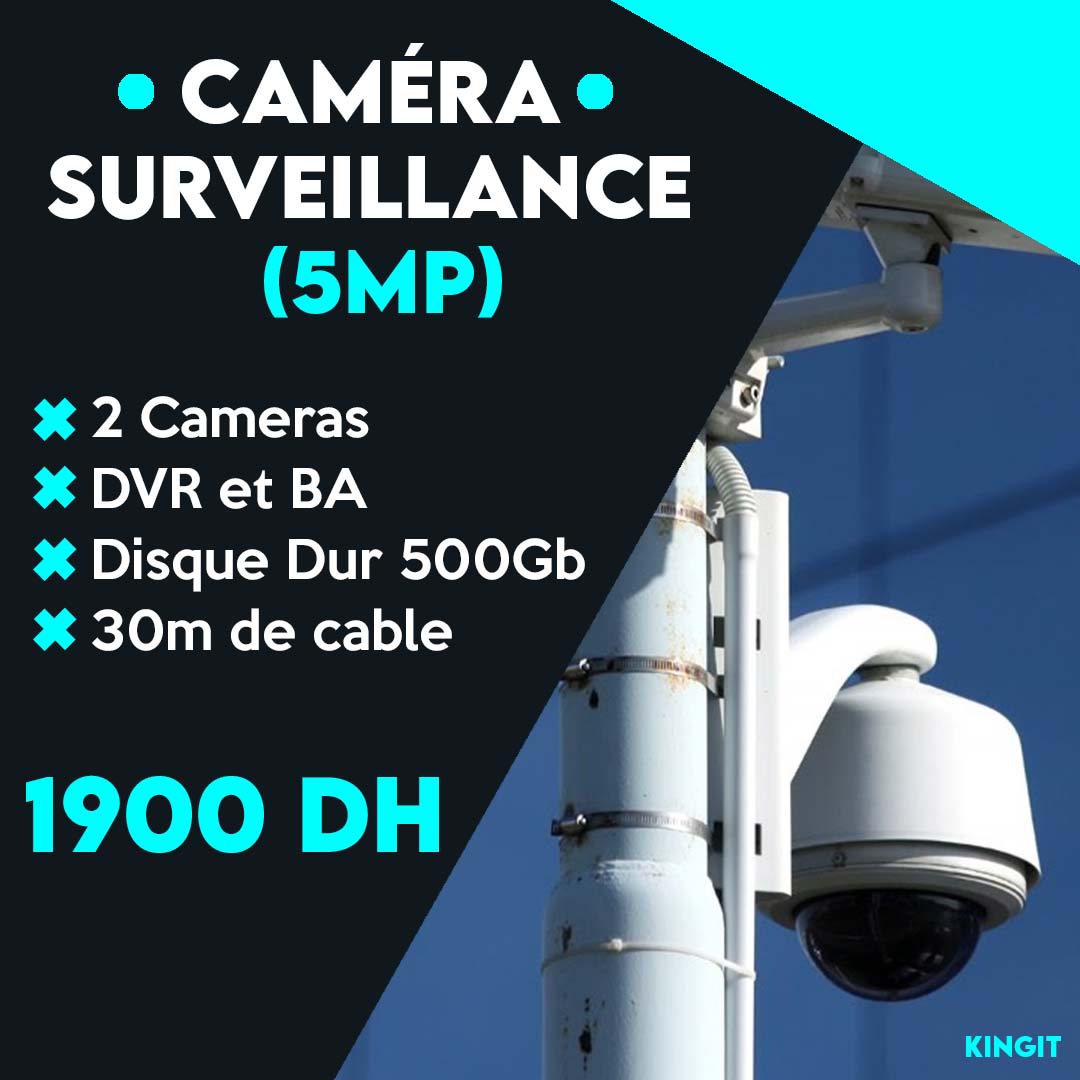 CAMÉRA
SURVEILLANCE
(5MP)
2 Cameras
DVR et BA
Disque Dur 500Gb
30m de cable
1900 DH
KINGIT